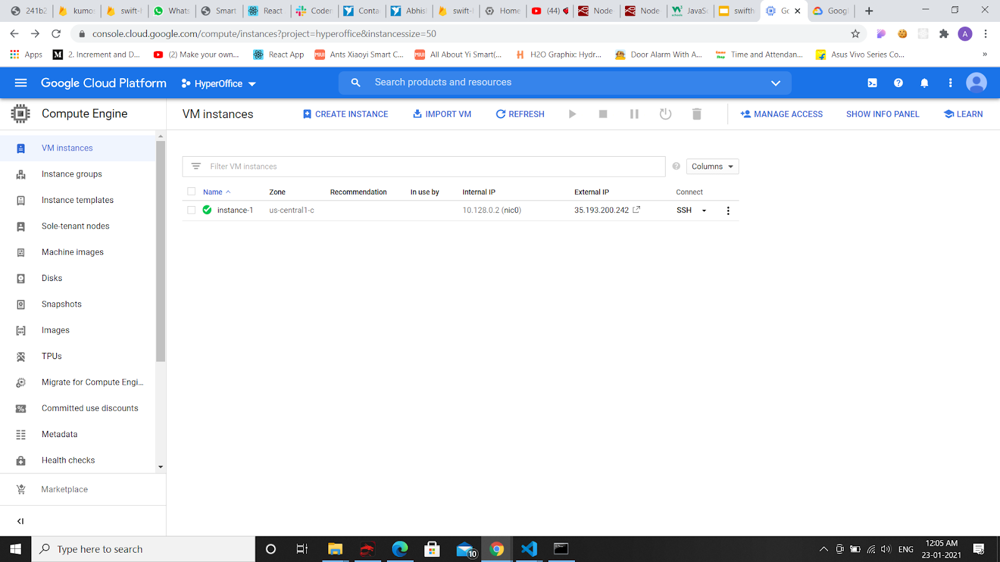 241b2 kumo swift-h Whats Smart React Coder Conta Abhis swift-h Home (44) Node Node- JavaSc swifth Go Googl
console.cloud.google.com/compute/instances?project=hyperoffice&instancessize=50 A
Apps M 2. Increment and D... (2) Make your own... React App MIUI Ants Xiaoyi Smart C... MIUI All About Yi Smart(... H H2O Graphix: Hydr... Door Alarm With A... Time and Attendan... Asus Vivo Series Co... »
Google Cloud Platform HyperOffice Search products and resources
Compute Engine VM instances CREATE INSTANCE IMPORT VM REFRESH MANAGE ACCESS SHOW INFO PANEL LEARN
VM instances
Instance groups
Instance templates
Sole-tenant nodes
Machine images
Disks
Snapshots
Images
TPUs
Migrate for Compute Engi...
Committed use discounts
Metadata
Health checks
Marketplace
Filter VM instances Columns
Name Zone Recommendation In use by Internal IP External IP Connect
instance-1 us-central1-c 10.128.0.2 (nic0) 35.193.200.242 SSH
Type here to search 10 ENG 12:05 AM
23-01-2021